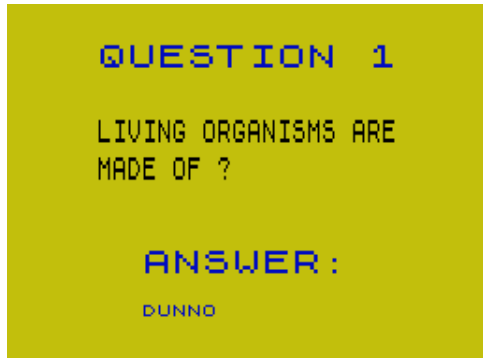 QUESTION 1
LIVING ORGANISMS ARE
MADE OF ?
ANSWER:
DUNNO